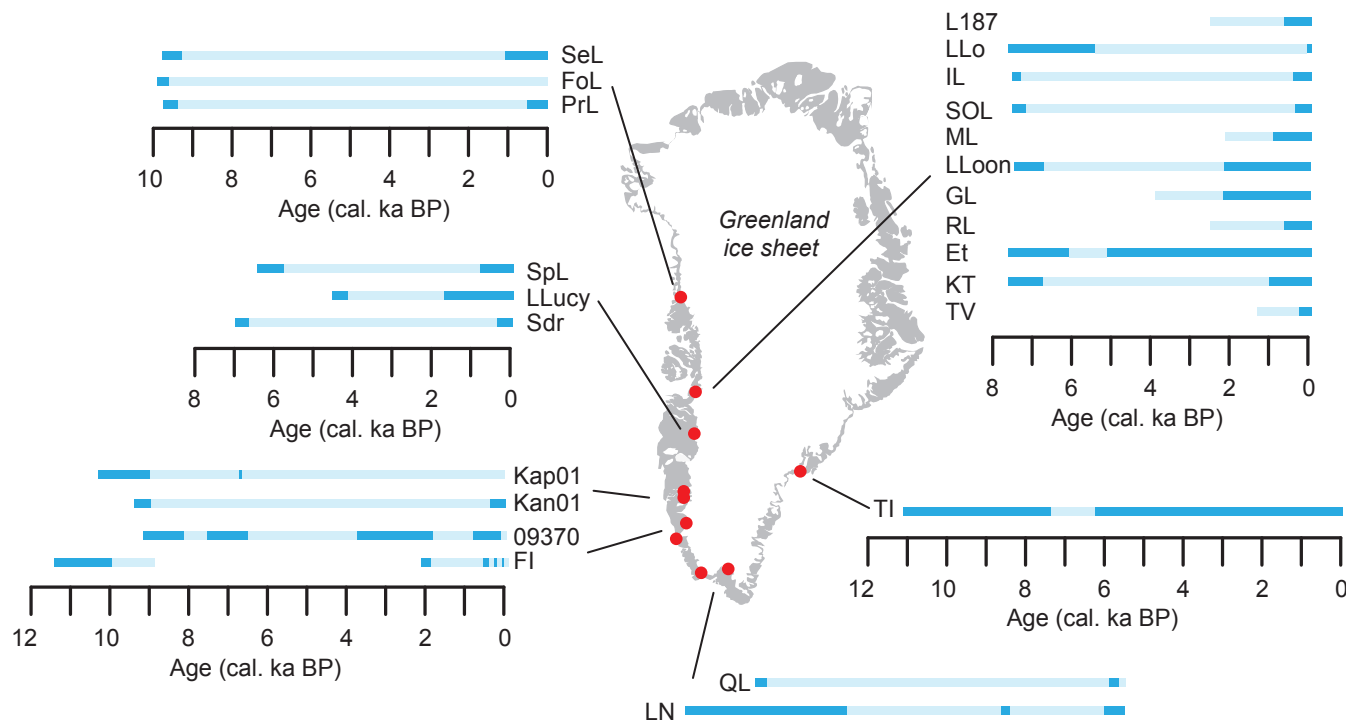 SeL
FoL
PrL
10 8 6 4 2 0
Age (cal. ka BP)
SpL
LLucy
Sdr
8 6 4 2 0
Age (cal. ka BP)
Kap01
Kan01
09370
FI
12 10 8 6 4 2 0
Age (cal. ka BP)
Greenland
ice sheet
L187
LLo
IL
SOL
ML
LLoon
GL
RL
Et
KT
TV
8 6 4 2 0
Age (cal. ka BP)
TI
12 10 8 6 4 2 0
Age (cal. ka BP)
QL
LN